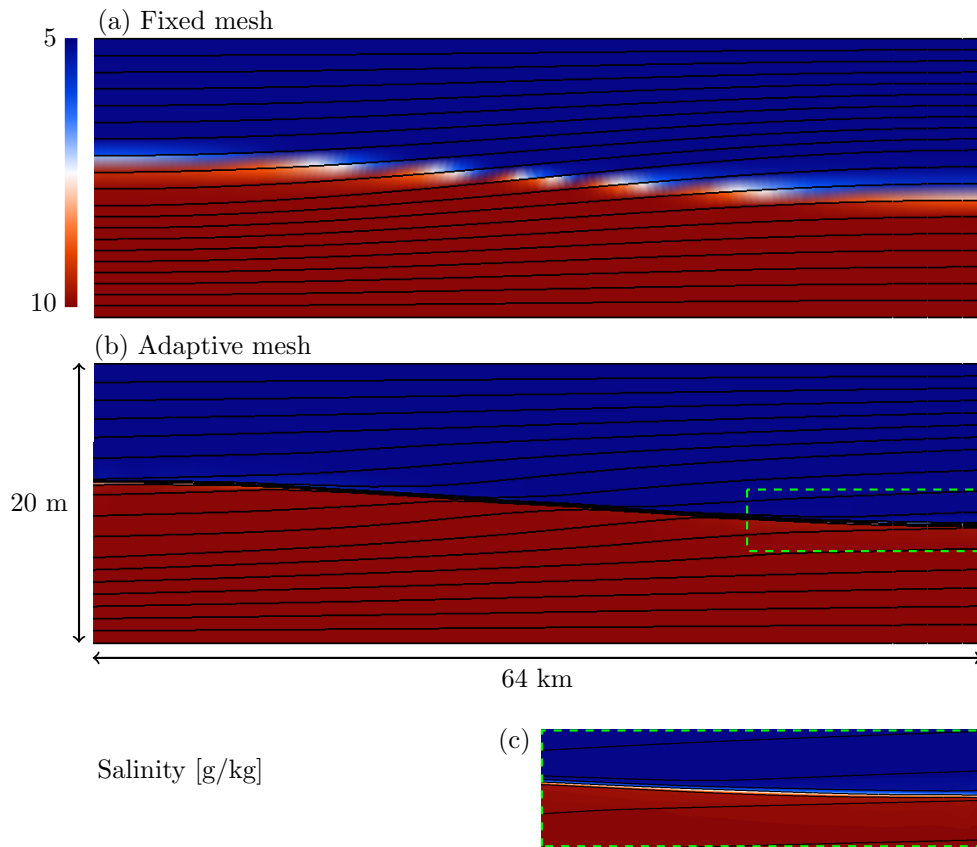 (a) Fixed mesh
5
10
(b) Adaptive mesh
20 m
64 km
(c)
Salinity [g/kg]